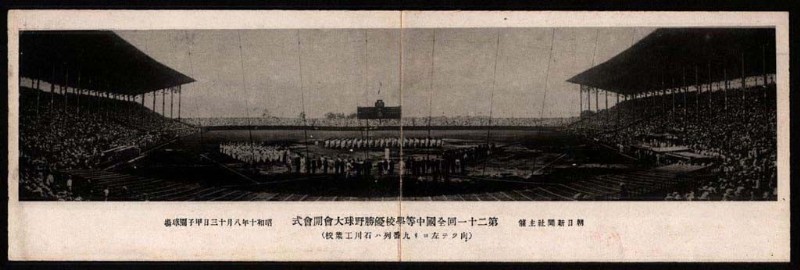 朝日新聞社主催　第二十一回全國中等學校優勝野球大會開會式　昭和十年八月十三日甲子園球場
(向ツテ左ヨリ九番列ハ石川工業校)